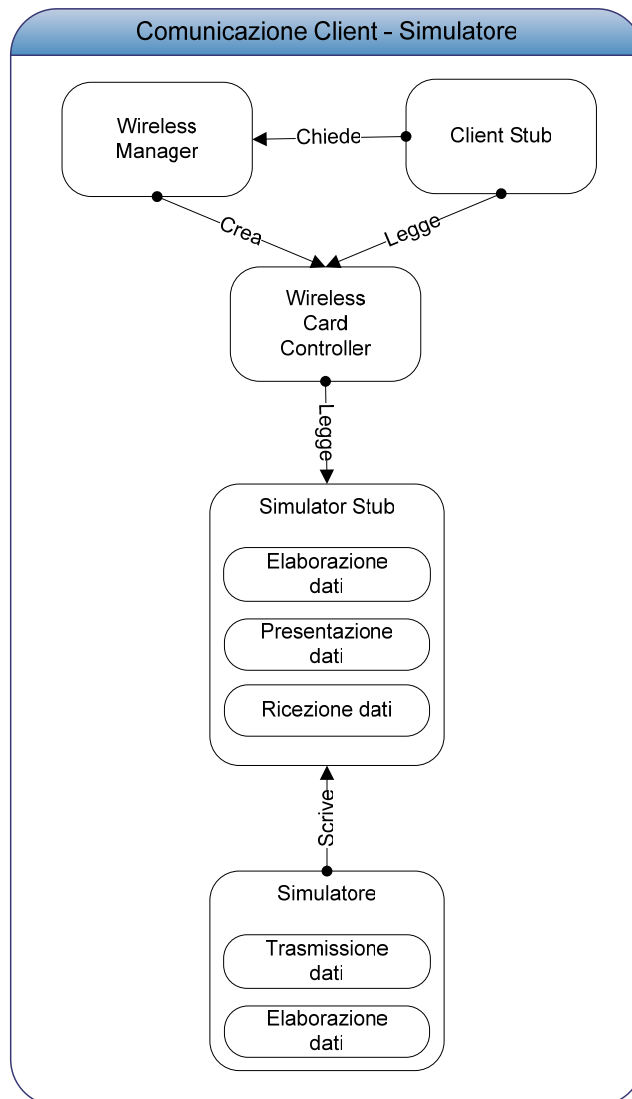 Comunicazione Client - Simulatore
Wireless
Manager
Chiede
Client Stub
Crea
Legge
Wireless
Card
Controller
Legge
Simulator Stub
Elaborazione
dati
Presentazione
dati
Ricezione dati
Scrive
Simulatore
Trasmissione
dati
Elaborazione
dati